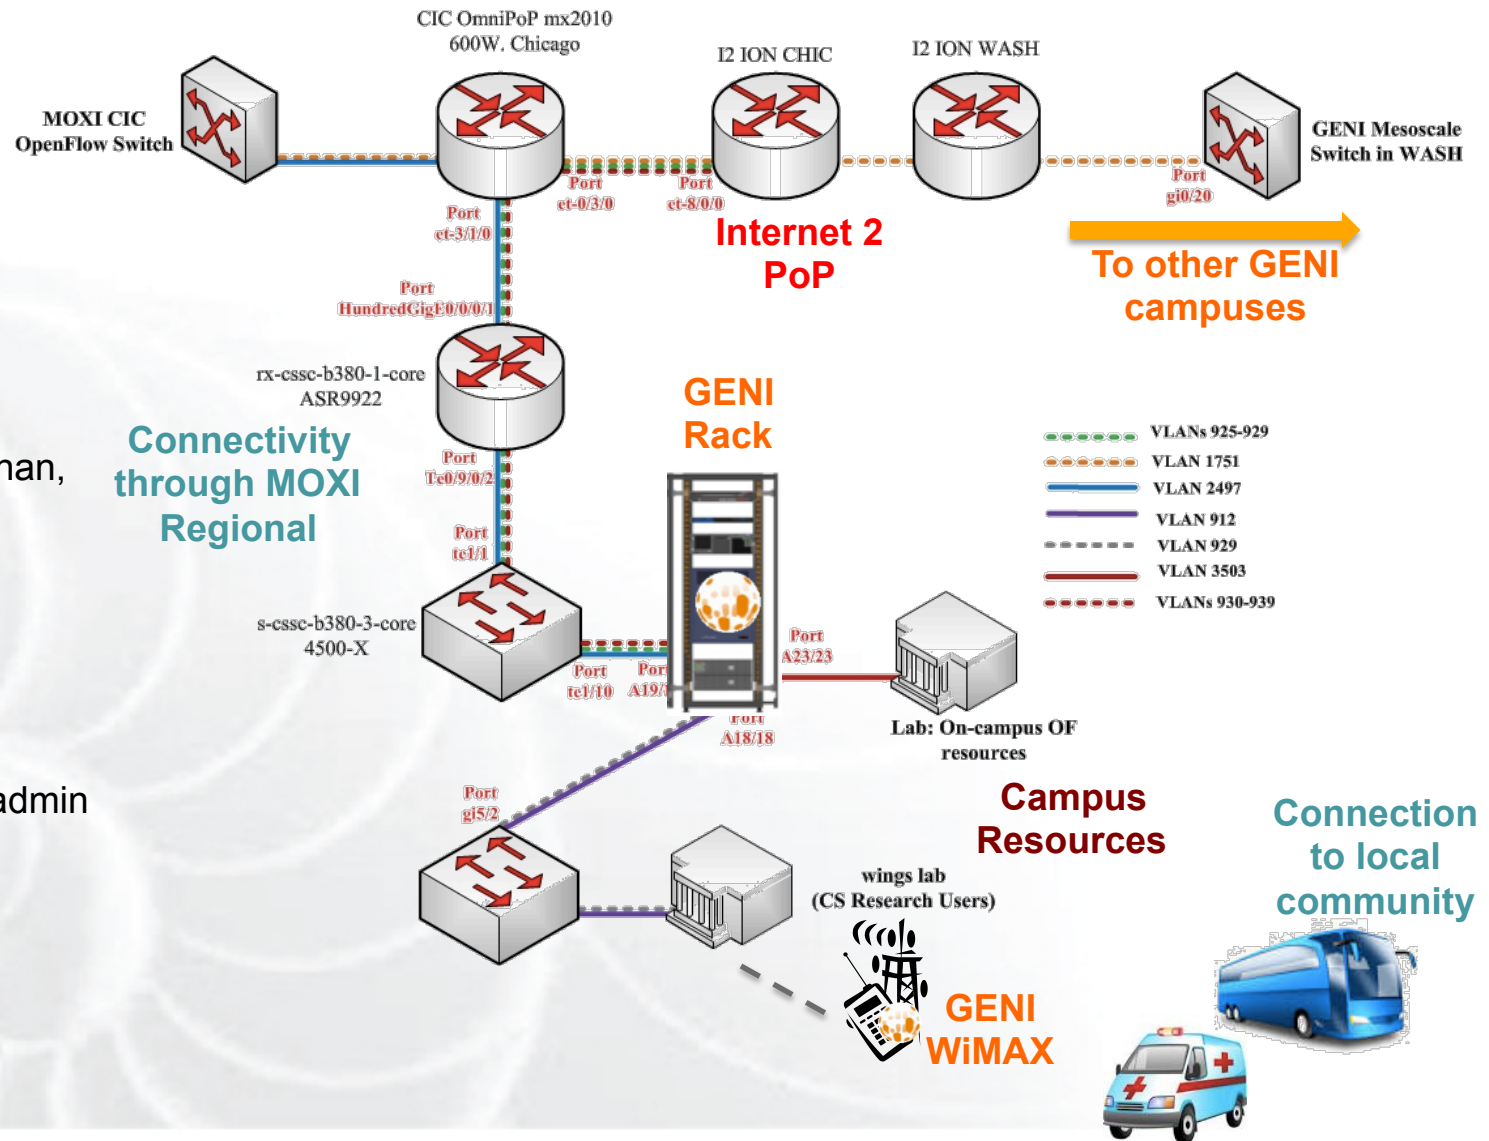 CIC OmniPoP mx2010
600W. Chicago
I2 ION CHIC
I2 ION WASH
MOXI CIC
OpenFlow Switch
GENI Mesoscale
Switch in WASH
Port
et-0/3/0
Port
et-8/0/0
Port
gi0/20
Port
et-3/1/0
Internet 2
PoP
To other GENI
campuses
Port
HundredGigE0/0/0/1
rx-cssc-b380-1-core
ASR9922
GENI
Rack
Connectivity
through MOXI
Regional
Port
Te0/9/0/2
VLANs 925-929
VLAN 1751
VLAN 2497
VLAN 912
VLAN 929
VLAN 3503
VLANs 930-939
Port
te1/1
s-cssc-b380-3-core
4500-X
Port
te1/10
Port
A23/23
Port
A18/18
Lab: On-campus OF
resources
admin
Port
gi5/2
Campus
Resources
Connection
to local
community
wings lab
(CS Research Users)
GENI
WiMAX